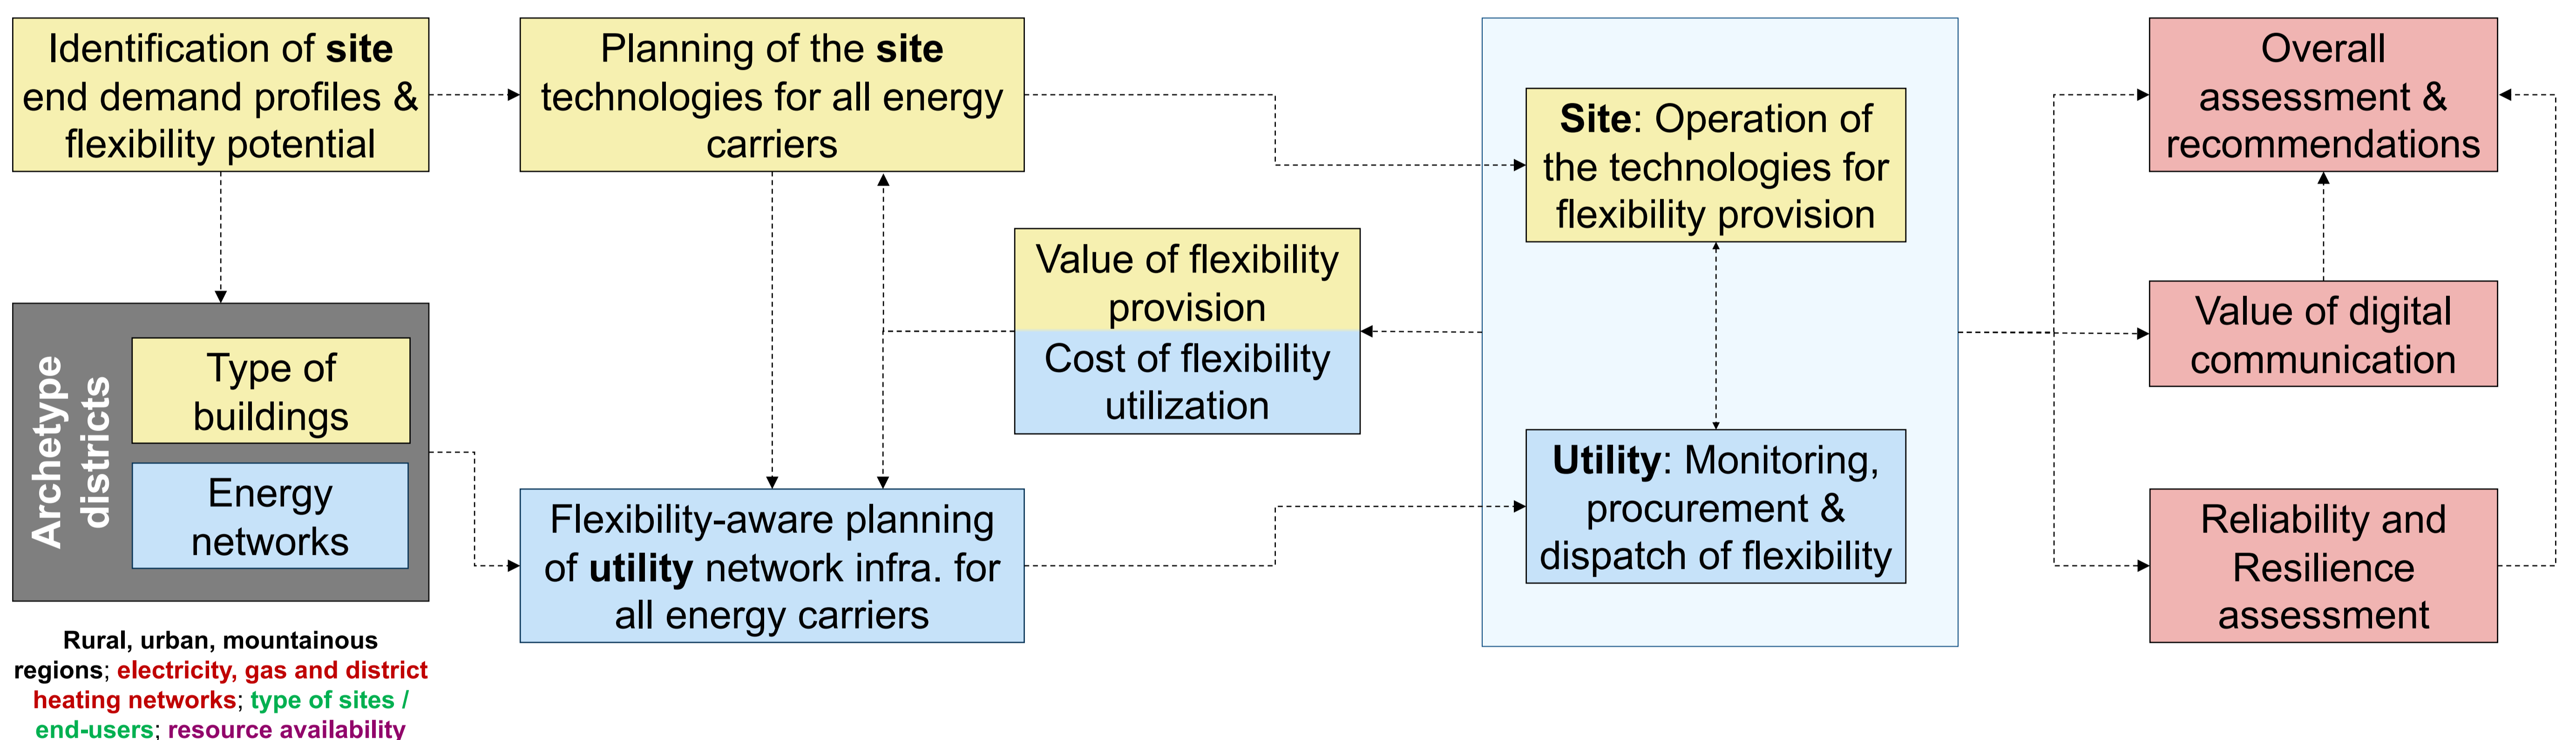 Identification of site
end demand profiles &
flexibility potential
Planning of the site
technologies for all energy
carriers
Site: Operation of
the technologies for
flexibility provision
Overall
assessment &
recommendations
Value of flexibility
provision
Cost of flexibility
utilization
Value of digital
communication
Archetype
districts
Type of
buildings
Energy
networks
Flexibility-aware planning
of utility network infra. for
all energy carriers
Utility: Monitoring,
procurement &
dispatch of flexibility
Reliability and
Resilience
assessment
Rural, urban, mountainous
regions; electricity, gas and district
heating networks; type of sites /
end-users; resource availability